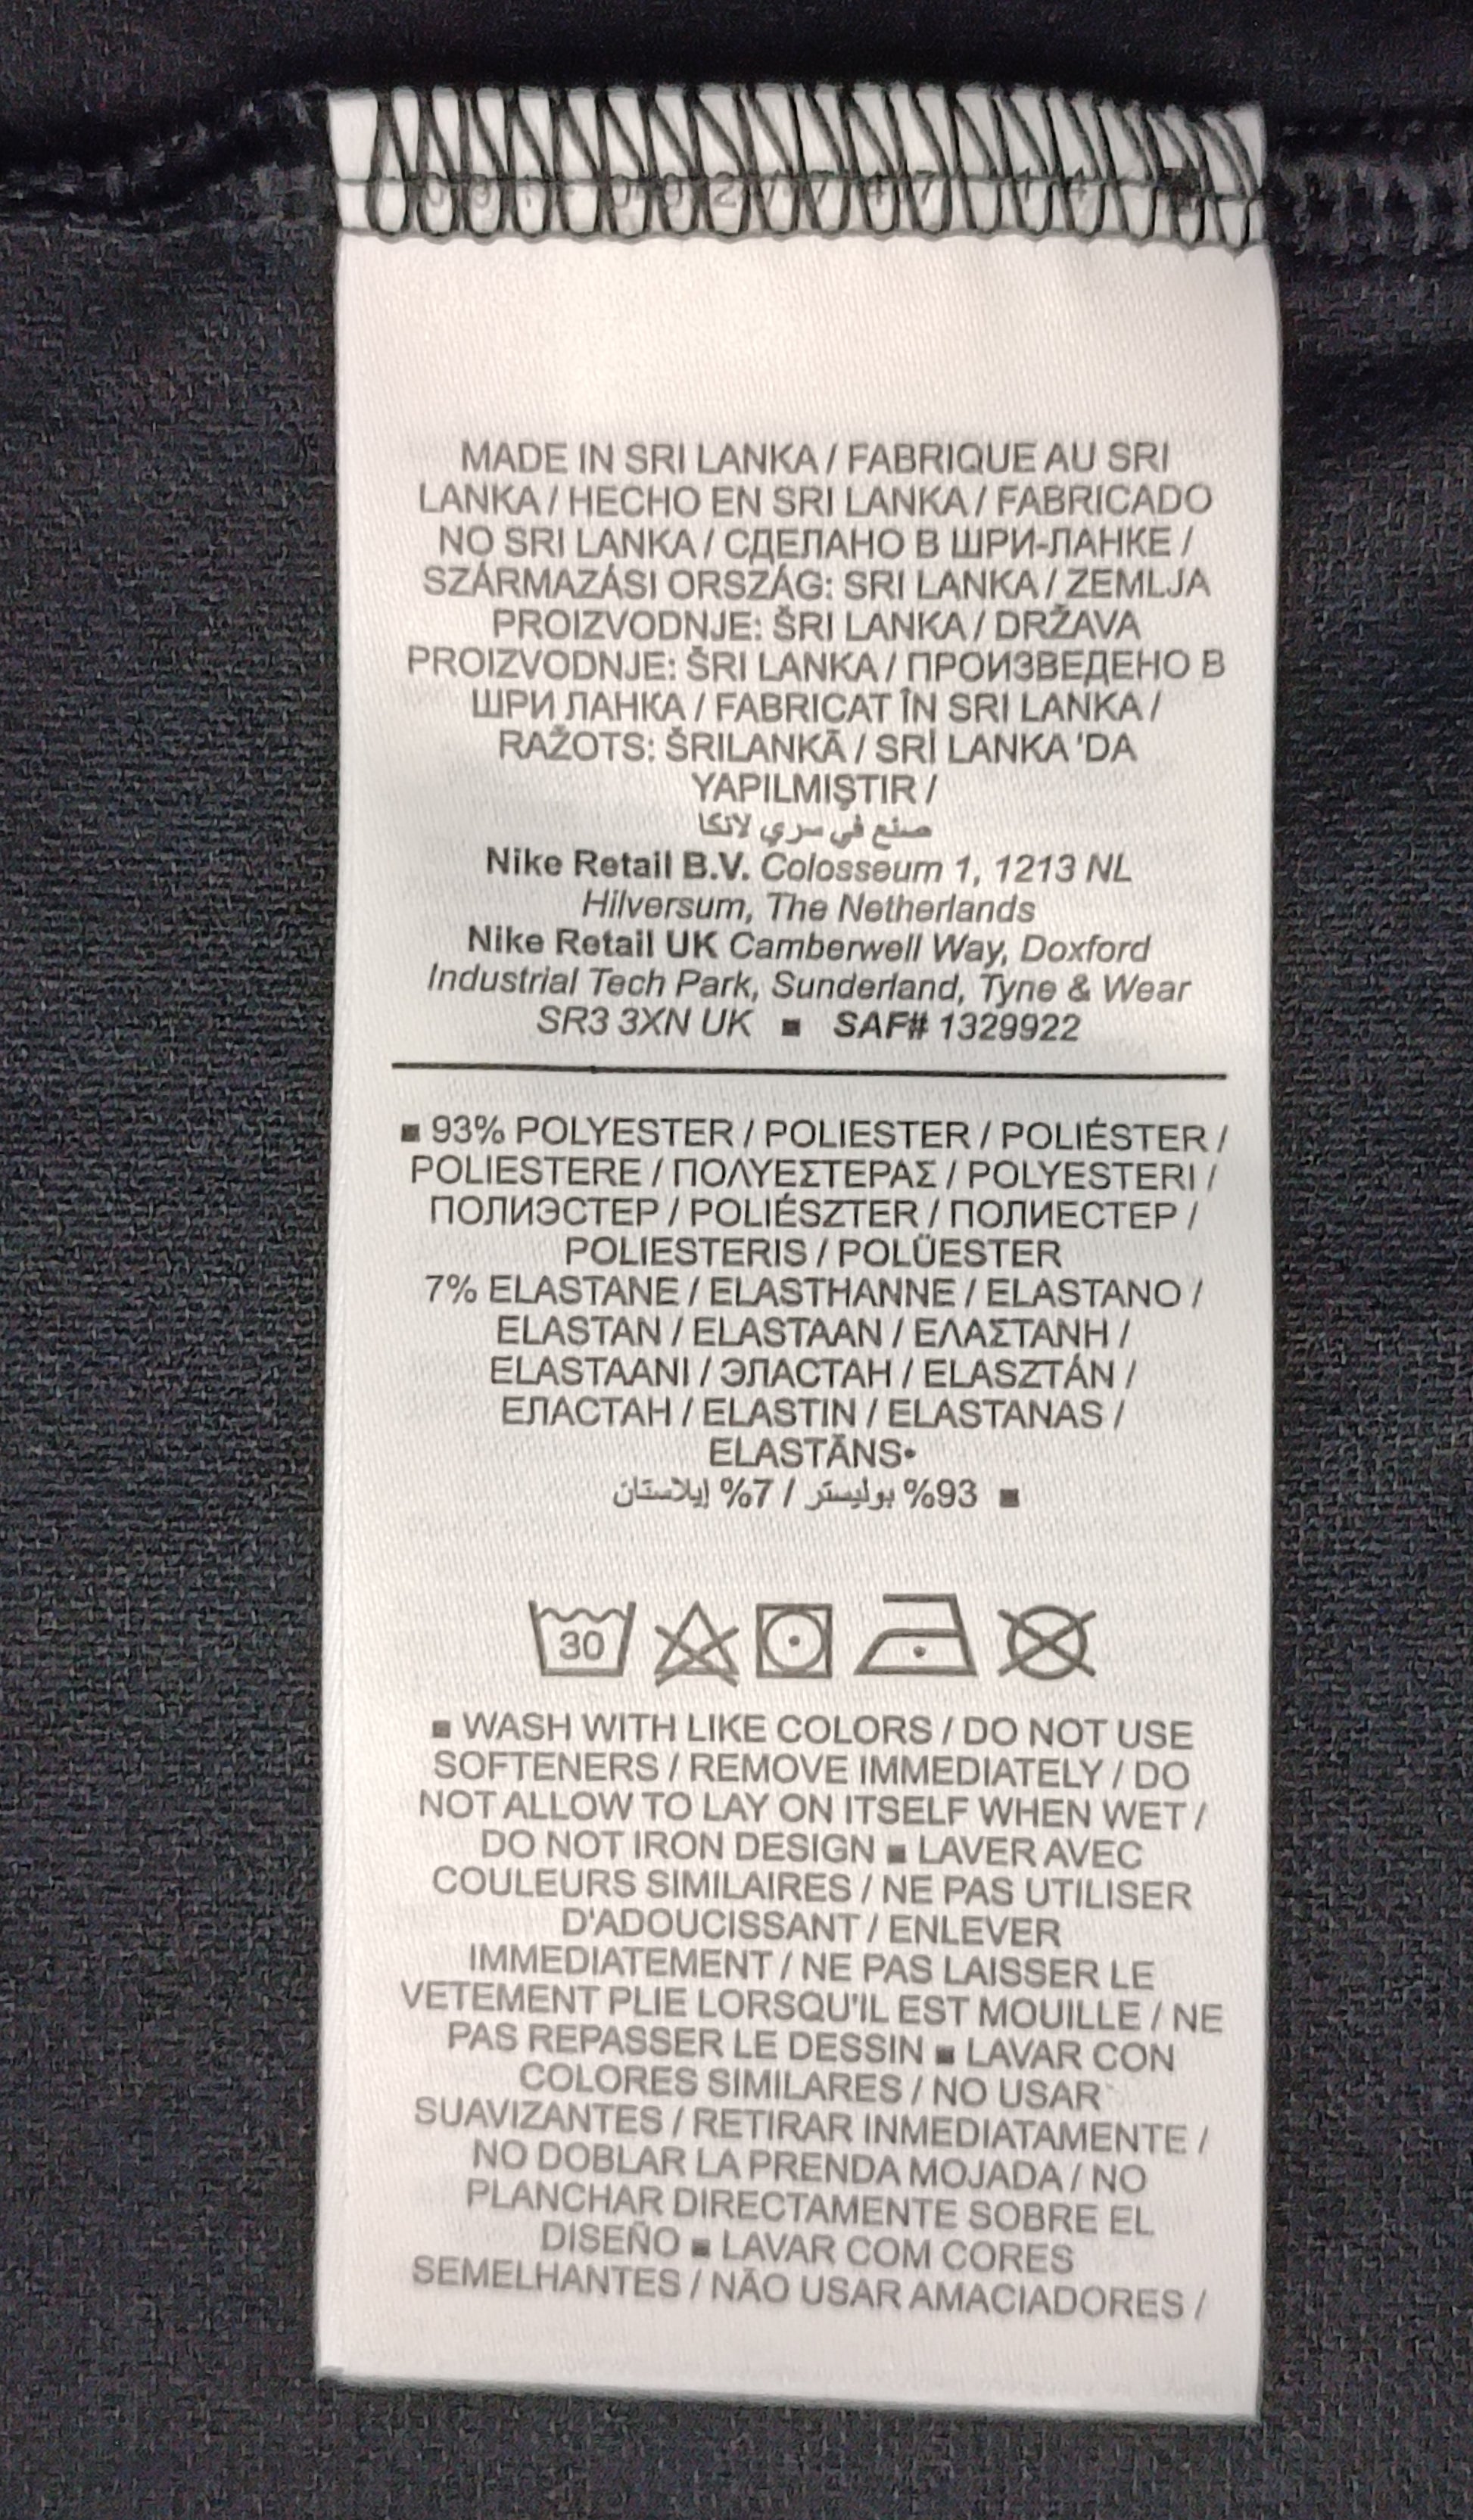 MADE IN SRI LANKA / FABRIQUE AU SRI
LANKA / HECHO EN SRI LANKA / FABRICADO
NO SRI LANKA / СДЕЛАНО В ШРИ-ЛАНКЕ /
SZÁRMAZÁSI ORSZÁG: SRI LANKA / ZEMLJA
PROIZVODNJE: ŠRI LANKA / DRŽAVA
PROIZVODNJE: ŠRI LANKA / ПРОИЗВЕДЕНО В
ШРИ ЛАНКА / FABRICAT ÎN SRI LANKA /
RAŽOTS: ŠRILANKĀ / SRİ LANKA 'DA
YAPILMIŞTIR /
صنع في سري لانكا
Nike Retail B.V. Colosseum 1, 1213 NL
Hilversum, The Netherlands
Nike Retail UK Camberwell Way, Doxford
Industrial Tech Park, Sunderland, Tyne & Wear
SR3 3XN UK ■ SAF# 1329922
■ 93% POLYESTER / POLIESTER / POLIÉSTER /
POLIESTERE / ΠΟΛΥΕΣΤΕΡΑΣ / POLYESTERI /
ПОЛИЭСТЕР / POLIÉSZTER / ПОЛИЕСТЕР /
POLIESTERIS / POLÜESTER
7% ELASTANE / ELASTHANNE / ELASTANO /
ELASTAN / ELASTAAN / ΕΛΑΣΤΑΝΗ /
ELASTAANI / ЭЛАСТАН / ELASZTÁN /
ЕЛАСТАН / ELASTIN / ELASTANAS /
ELASTĀNS•
■ 93% بوليستر / 7% إيلاستان
30
■ WASH WITH LIKE COLORS / DO NOT USE
SOFTENERS / REMOVE IMMEDIATELY / DO
NOT ALLOW TO LAY ON ITSELF WHEN WET /
DO NOT IRON DESIGN ■ LAVER AVEC
COULEURS SIMILAIRES / NE PAS UTILISER
D'ADOUCISSANT / ENLEVER
IMMEDIATEMENT / NE PAS LAISSER LE
VETEMENT PLIE LORSQU'IL EST MOUILLE / NE
PAS REPASSER LE DESSIN ■ LAVAR CON
COLORES SIMILARES / NO USAR
SUAVIZANTES / RETIRAR INMEDIATAMENTE /
NO DOBLAR LA PRENDA MOJADA / NO
PLANCHAR DIRECTAMENTE SOBRE EL
DISEÑO ■ LAVAR COM CORES
SEMELHANTES / NÃO USAR AMACIADORES /